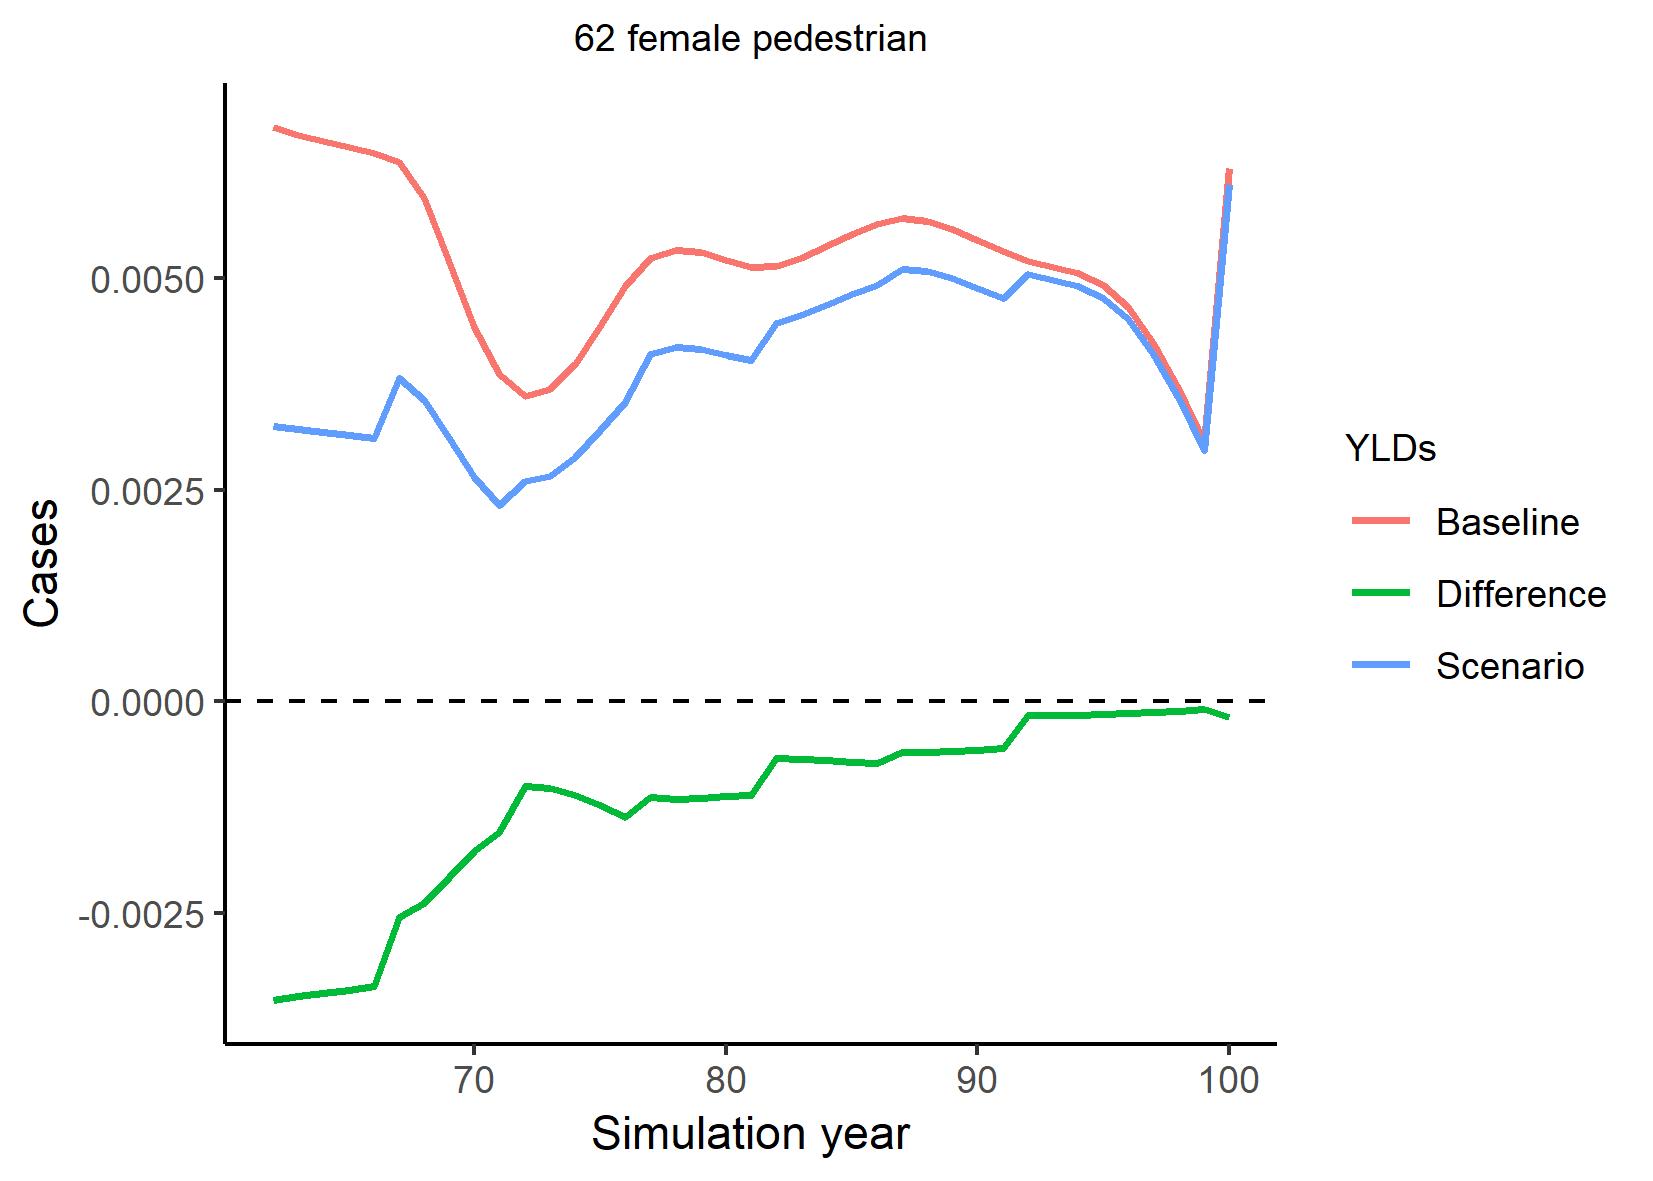 62 female pedestrian
Cases
0.0050
0.0025
0.0000
-0.0025
70 80 90 100
Simulation year
YLDs
Baseline
Difference
Scenario